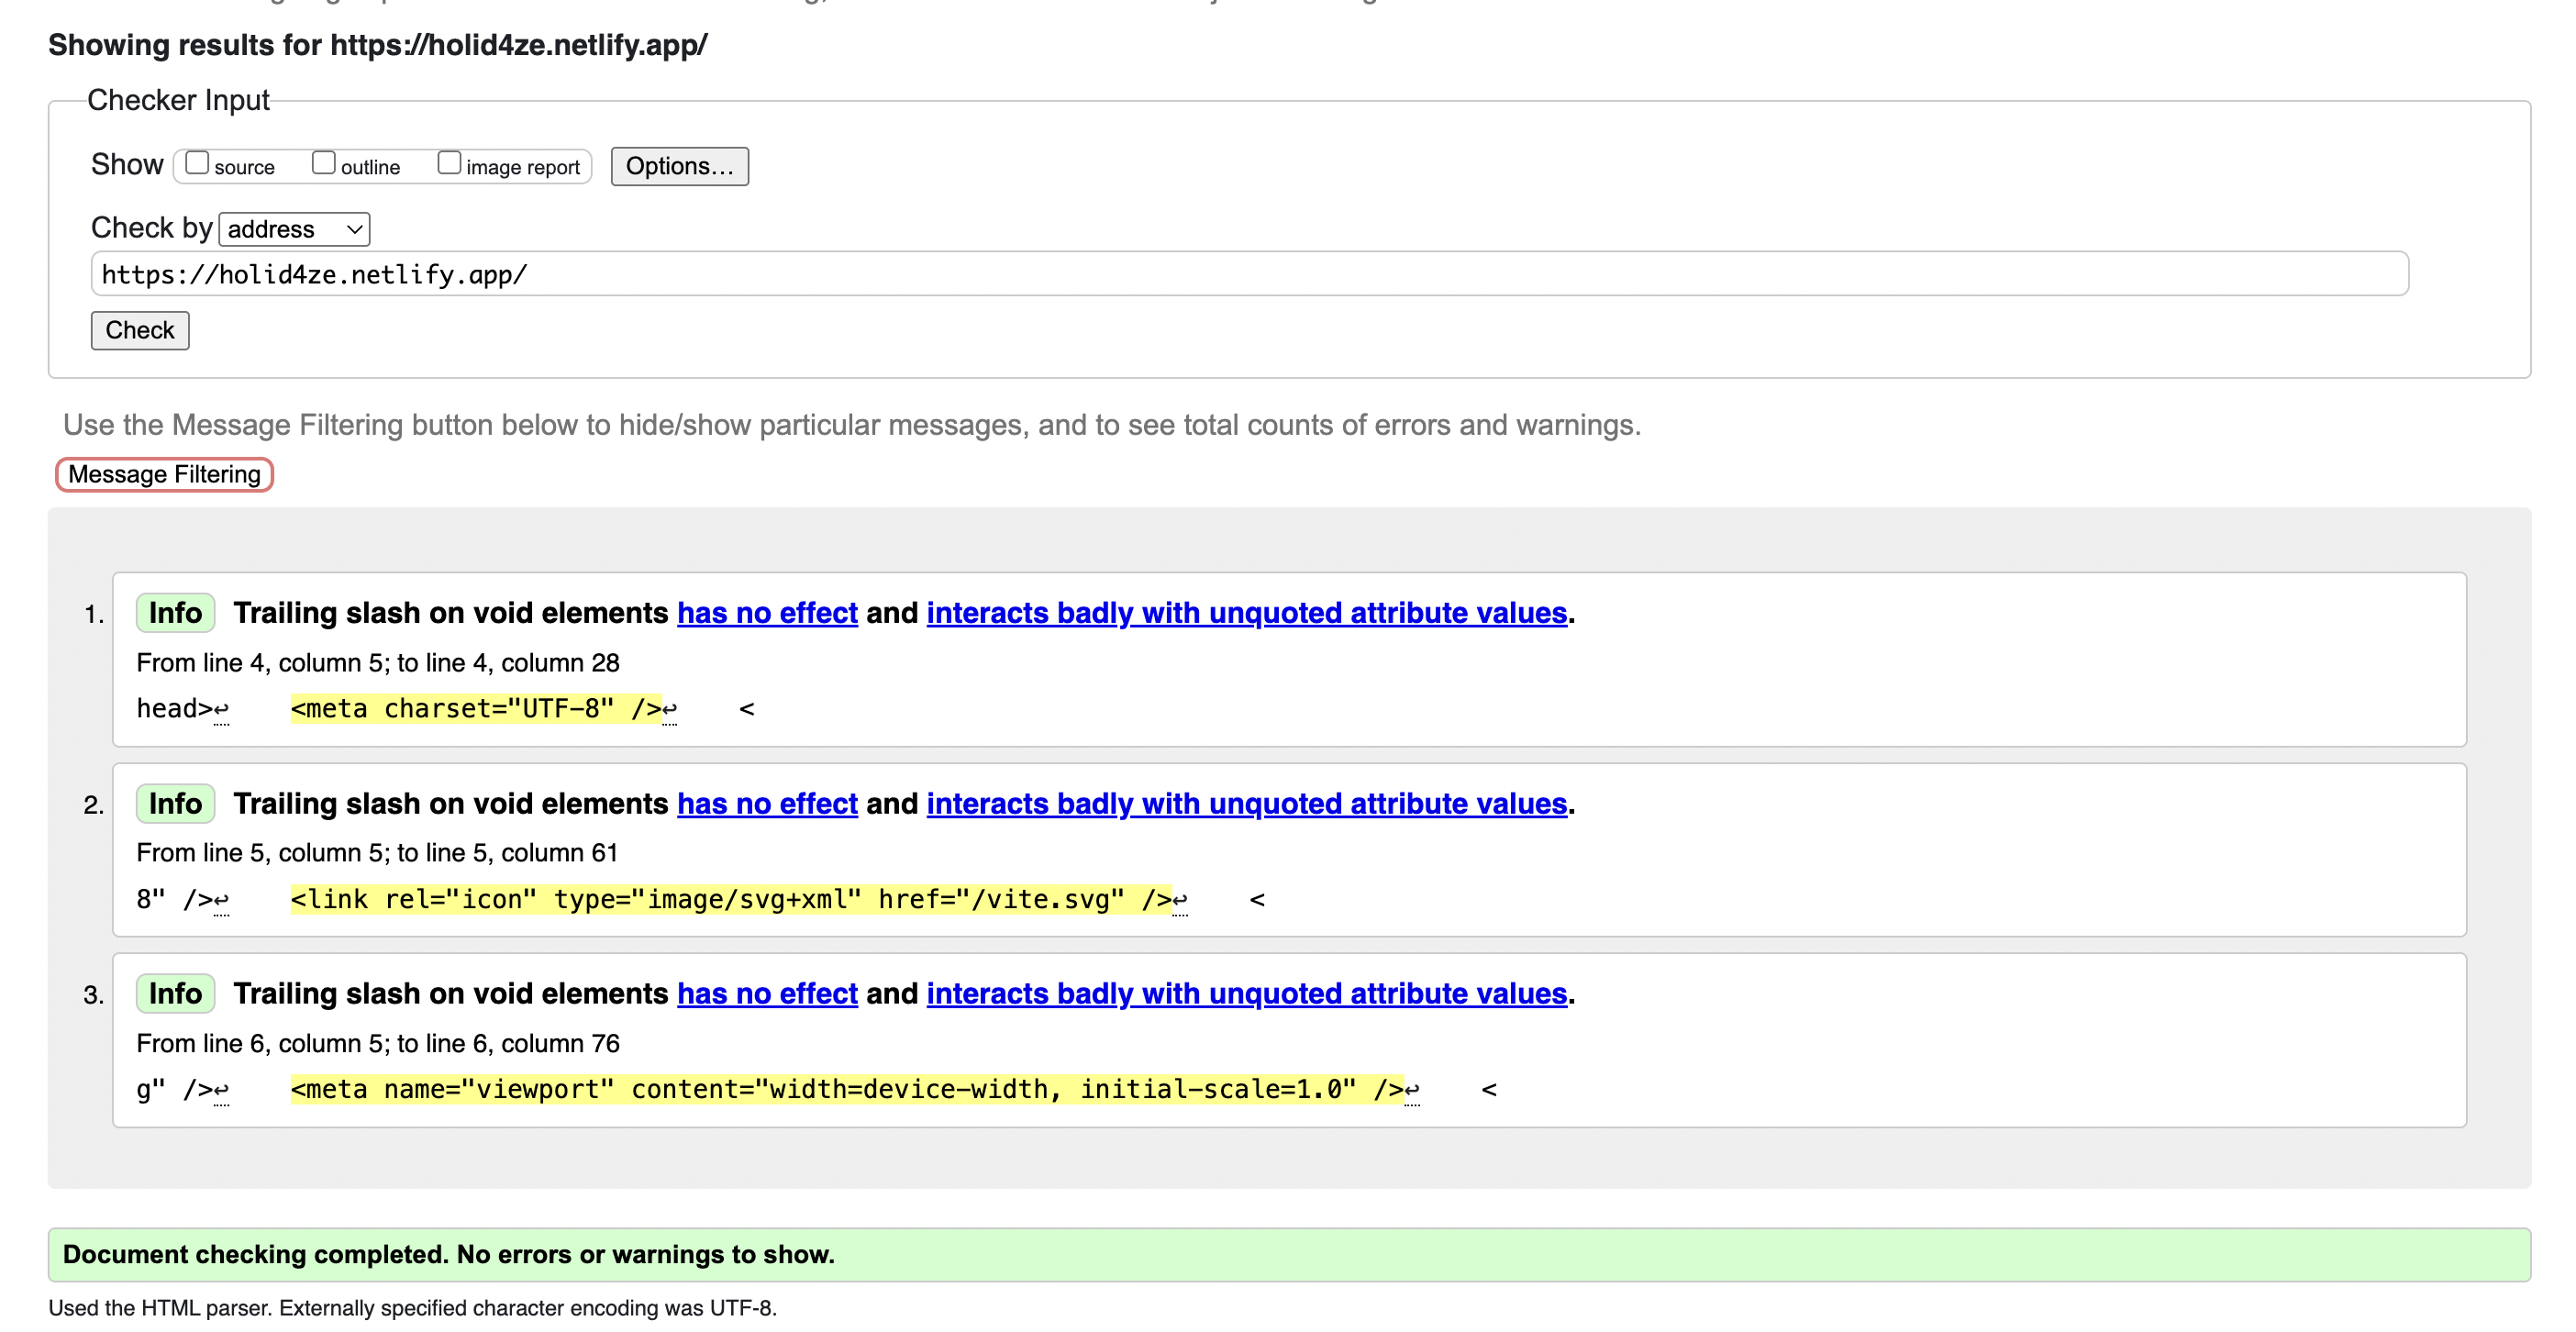 Showing results for https://holid4ze.netlify.app/
Checker Input
Show source outline image report Options...
Check by address
https://holid4ze.netlify.app/
Check
Use the Message Filtering button below to hide/show particular messages, and to see total counts of errors and warnings.
Message Filtering
1. Info Trailing slash on void elements has no effect and interacts badly with unquoted attribute values.
From line 4, column 5; to line 4, column 28
head>↩ <meta charset="UTF-8" />↩ <
2. Info Trailing slash on void elements has no effect and interacts badly with unquoted attribute values.
From line 5, column 5; to line 5, column 61
8" />↩ <link rel="icon" type="image/svg+xml" href="/vite.svg" />↩ <
3. Info Trailing slash on void elements has no effect and interacts badly with unquoted attribute values.
From line 6, column 5; to line 6, column 76
g" />↩ <meta name="viewport" content="width=device-width, initial-scale=1.0" />↩ <
Document checking completed. No errors or warnings to show.
Used the HTML parser. Externally specified character encoding was UTF-8.